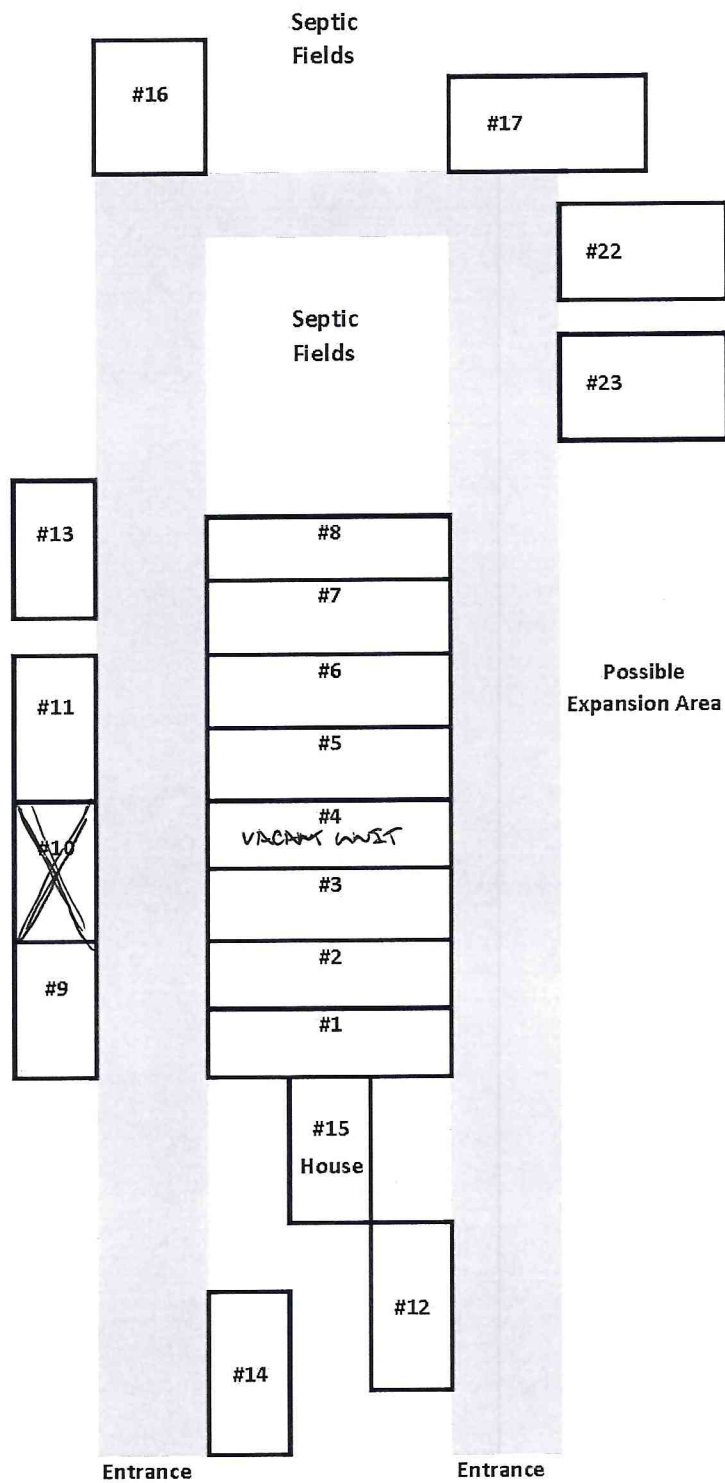 Septic
Fields
#16
#17
#22
Septic
Fields
#23
#13
#8
#7
#6
Possible
Expansion Area
#11
#5
#4
VACANT UNIT
#10
#3
#2
#9
#1
#15
House
#12
#14
Entrance
Entrance